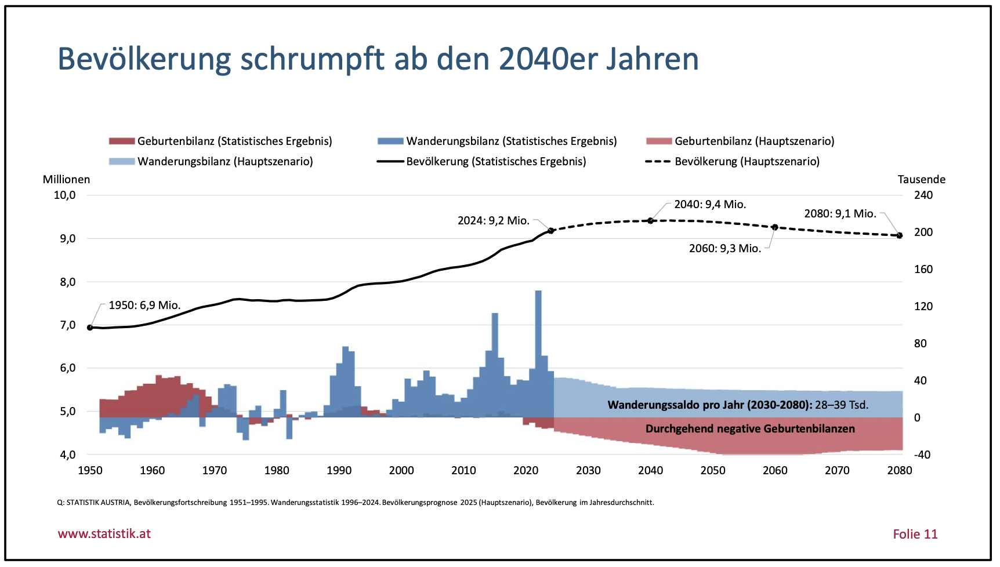 Bevölkerung schrumpft ab den 2040er Jahren
Geburtenbilanz (Statistisches Ergebnis)
Wanderungsbilanz (Statistisches Ergebnis)
Geburtenbilanz (Hauptszenario)
Wanderungsbilanz (Hauptszenario)
Bevölkerung (Statistisches Ergebnis)
Bevölkerung (Hauptszenario)
Millionen
Tausende
10,0
9,0
8,0
7,0
6,0
5,0
4,0
240
200
160
120
80
40
0
-40
1950: 6,9 Mio.
2024: 9,2 Mio.
2040: 9,4 Mio.
2060: 9,3 Mio.
2080: 9,1 Mio.
Wanderungssaldo pro Jahr (2030-2080): 28–39 Tsd.
Durchgehend negative Geburtenbilanzen
1950 1960 1970 1980 1990 2000 2010 2020 2030 2040 2050 2060 2070 2080
Q: STATISTIK AUSTRIA, Bevölkerungsfortschreibung 1951–1995. Wanderungsstatistik 1996–2024. Bevölkerungsprognose 2025 (Hauptszenario), Bevölkerung im Jahresdurchschnitt.
www.statistik.at
Folie 11